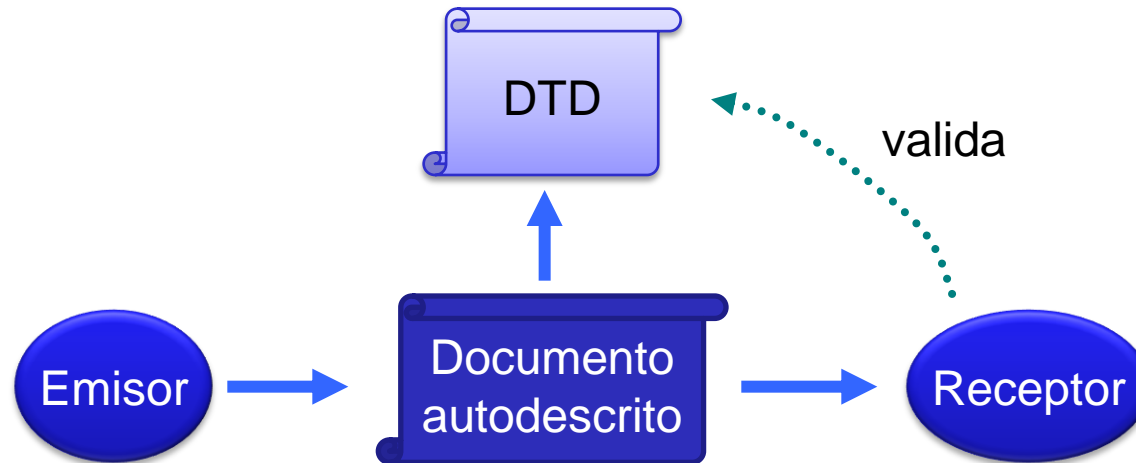 DTD
valida
Emisor
Documento
autodescrito
Receptor